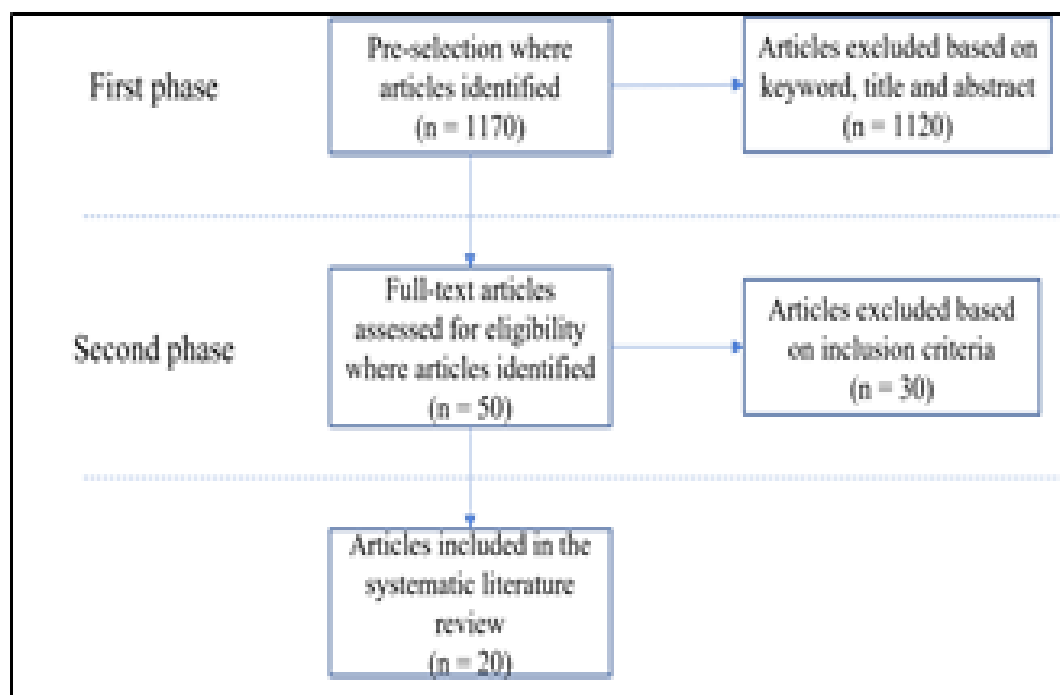 First phase
Pre-selection where
articles identified
(n = 1170)
Articles excluded based on
keyword, title and abstract
(n = 1120)
Second phase
Full-text articles
assessed for eligibility
where articles identified
(n = 50)
Articles excluded based
on inclusion criteria
(n = 30)
Articles included in the
systematic literature
review
(n = 20)